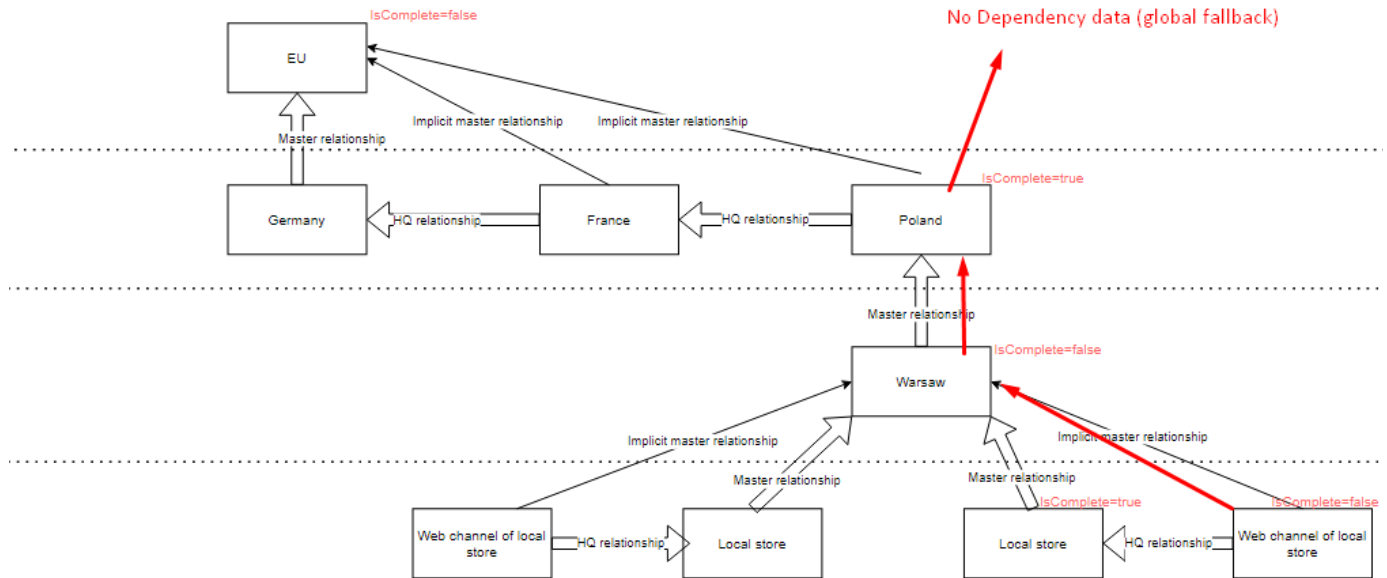 IsComplete=false
No Dependency data (global fallback)
EU
Implicit master relationship
Implicit master relationship
Master relationship
IsComplete=true
Germany
HQ relationship
France
HQ relationship
Poland
Master relationship
IsComplete=false
Warsaw
Implicit master relationship
Implicit master relationship
Master relationship
Master relationship
IsComplete=true
IsComplete=false
Web channel of local
store
HQ relationship
Local store
Local store
HQ relationship
Web channel of local
store